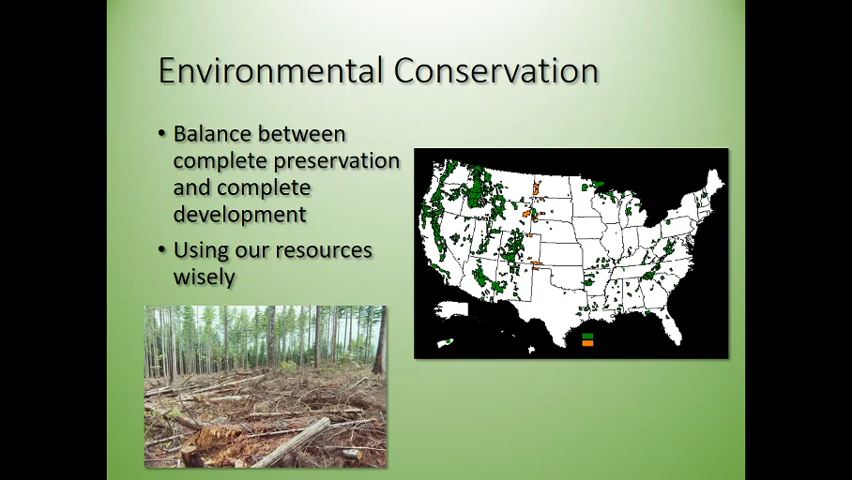 Environmental Conservation
• Balance between
complete preservation
and complete
development
• Using our resources
wisely